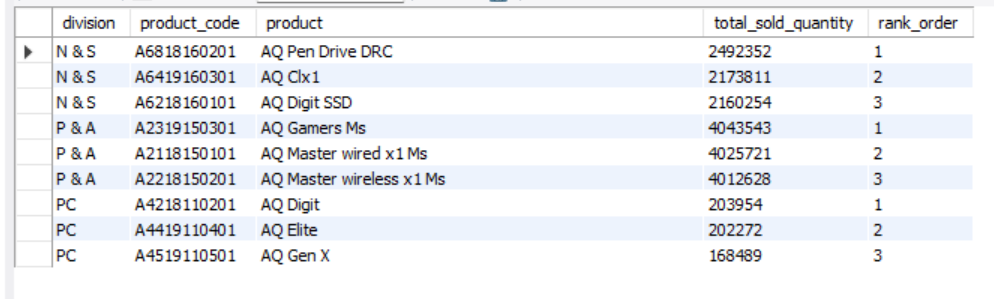 division product_code product total_sold_quantity rank_order
N & S A6818160201 AQ Pen Drive DRC 2492352 1
N & S A6419160301 AQ Clx1 2173811 2
N & S A6218160101 AQ Digit SSD 2160254 3
P & A A2319150301 AQ Gamers Ms 4043543 1
P & A A2118150101 AQ Master wired x1 Ms 4025721 2
P & A A2218150201 AQ Master wireless x1 Ms 4012628 3
PC A4218110201 AQ Digit 203954 1
PC A4419110401 AQ Elite 202272 2
PC A4519110501 AQ Gen X 168489 3